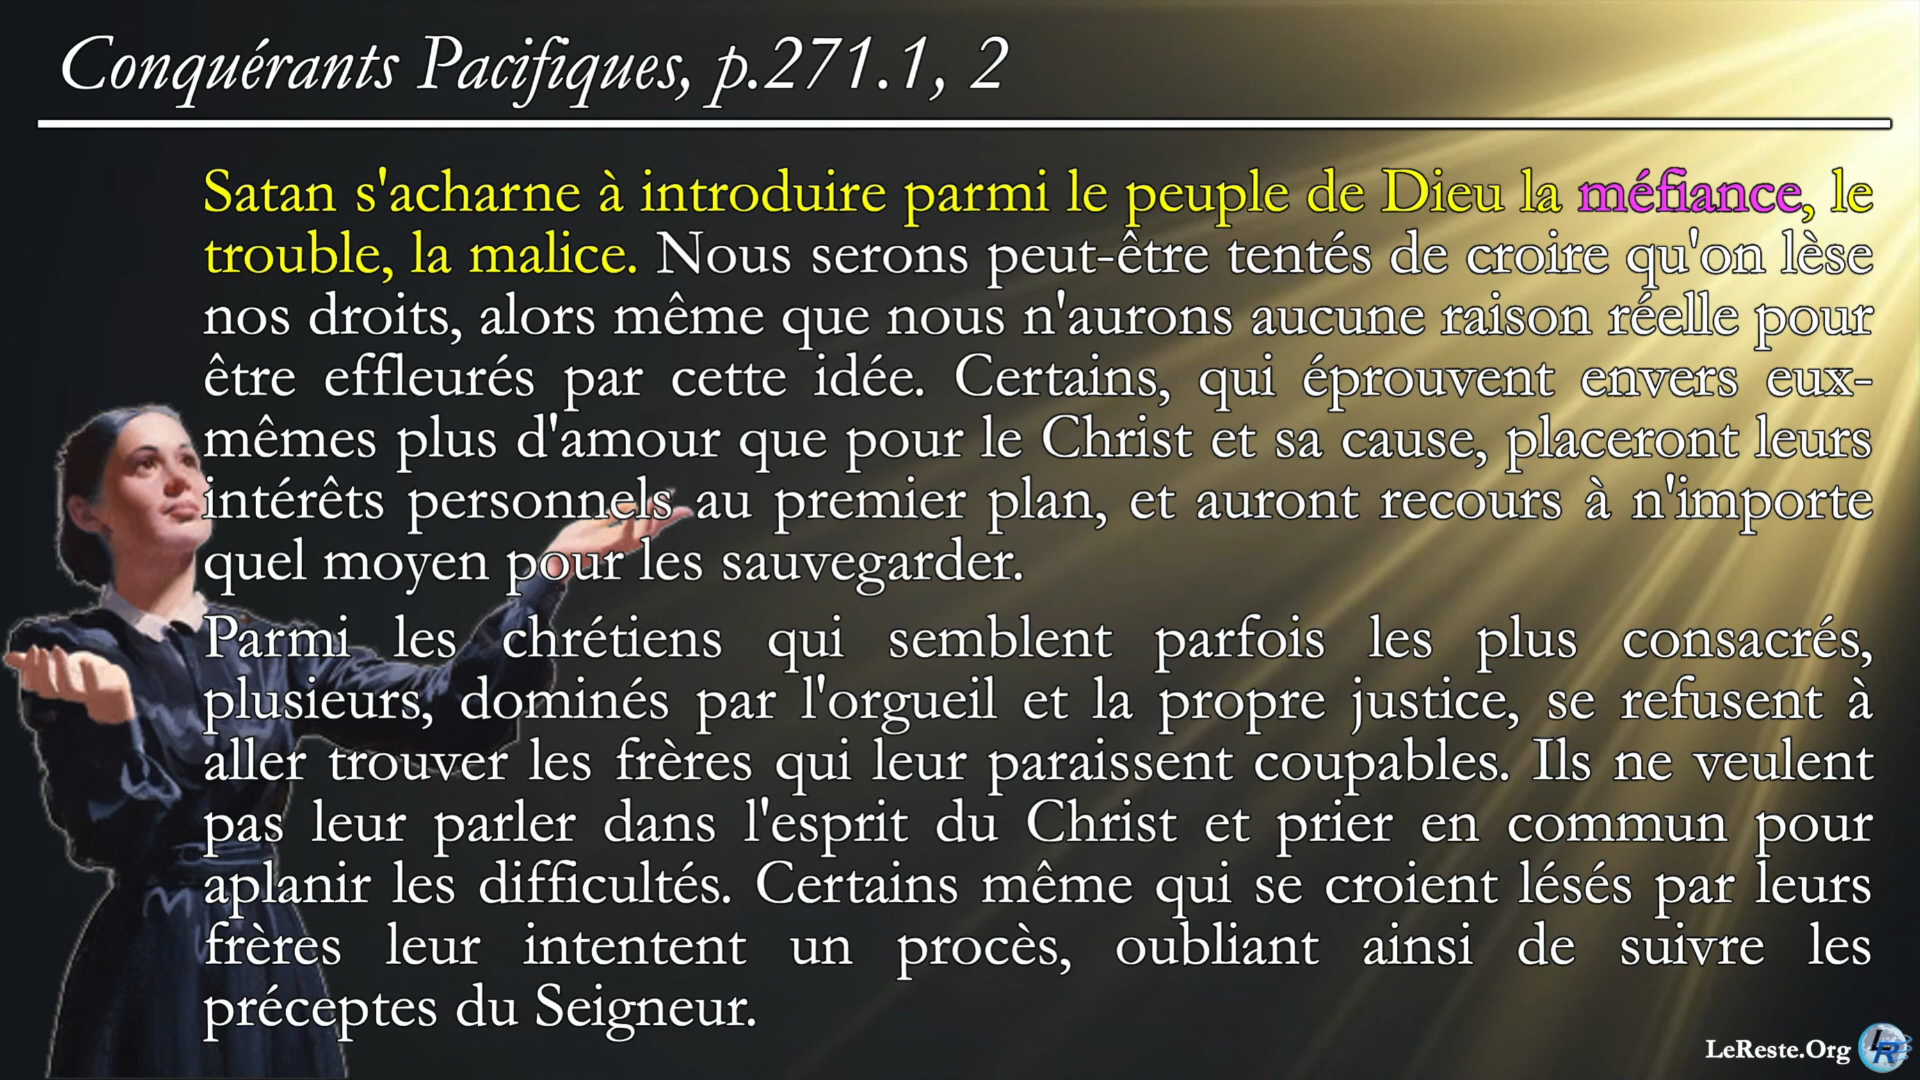 Conquérants Pacifiques, p.271.1, 2
Satan s'acharne à introduire parmi le peuple de Dieu la méfiance, le
trouble, la malice. Nous serons peut-être tentés de croire qu'on lèse
nos droits, alors même que nous n'aurons aucune raison réelle pour
être effleurés par cette idée. Certains, qui éprouvent envers eux-
mêmes plus d'amour que pour le Christ et sa cause, placeront leurs
intérêts personnels au premier plan, et auront recours à n'importe
quel moyen pour les sauvegarder.
Parmi les chrétiens qui semblent parfois les plus consacrés,
plusieurs, dominés par l'orgueil et la propre justice, se refusent à
aller trouver les frères qui leur paraissent coupables. Ils ne veulent
pas leur parler dans l'esprit du Christ et prier en commun pour
aplanir les difficultés. Certains même qui se croient lésés par leurs
frères leur intentent un procès, oubliant ainsi de suivre les
préceptes du Seigneur.
LeReste.Org
LR